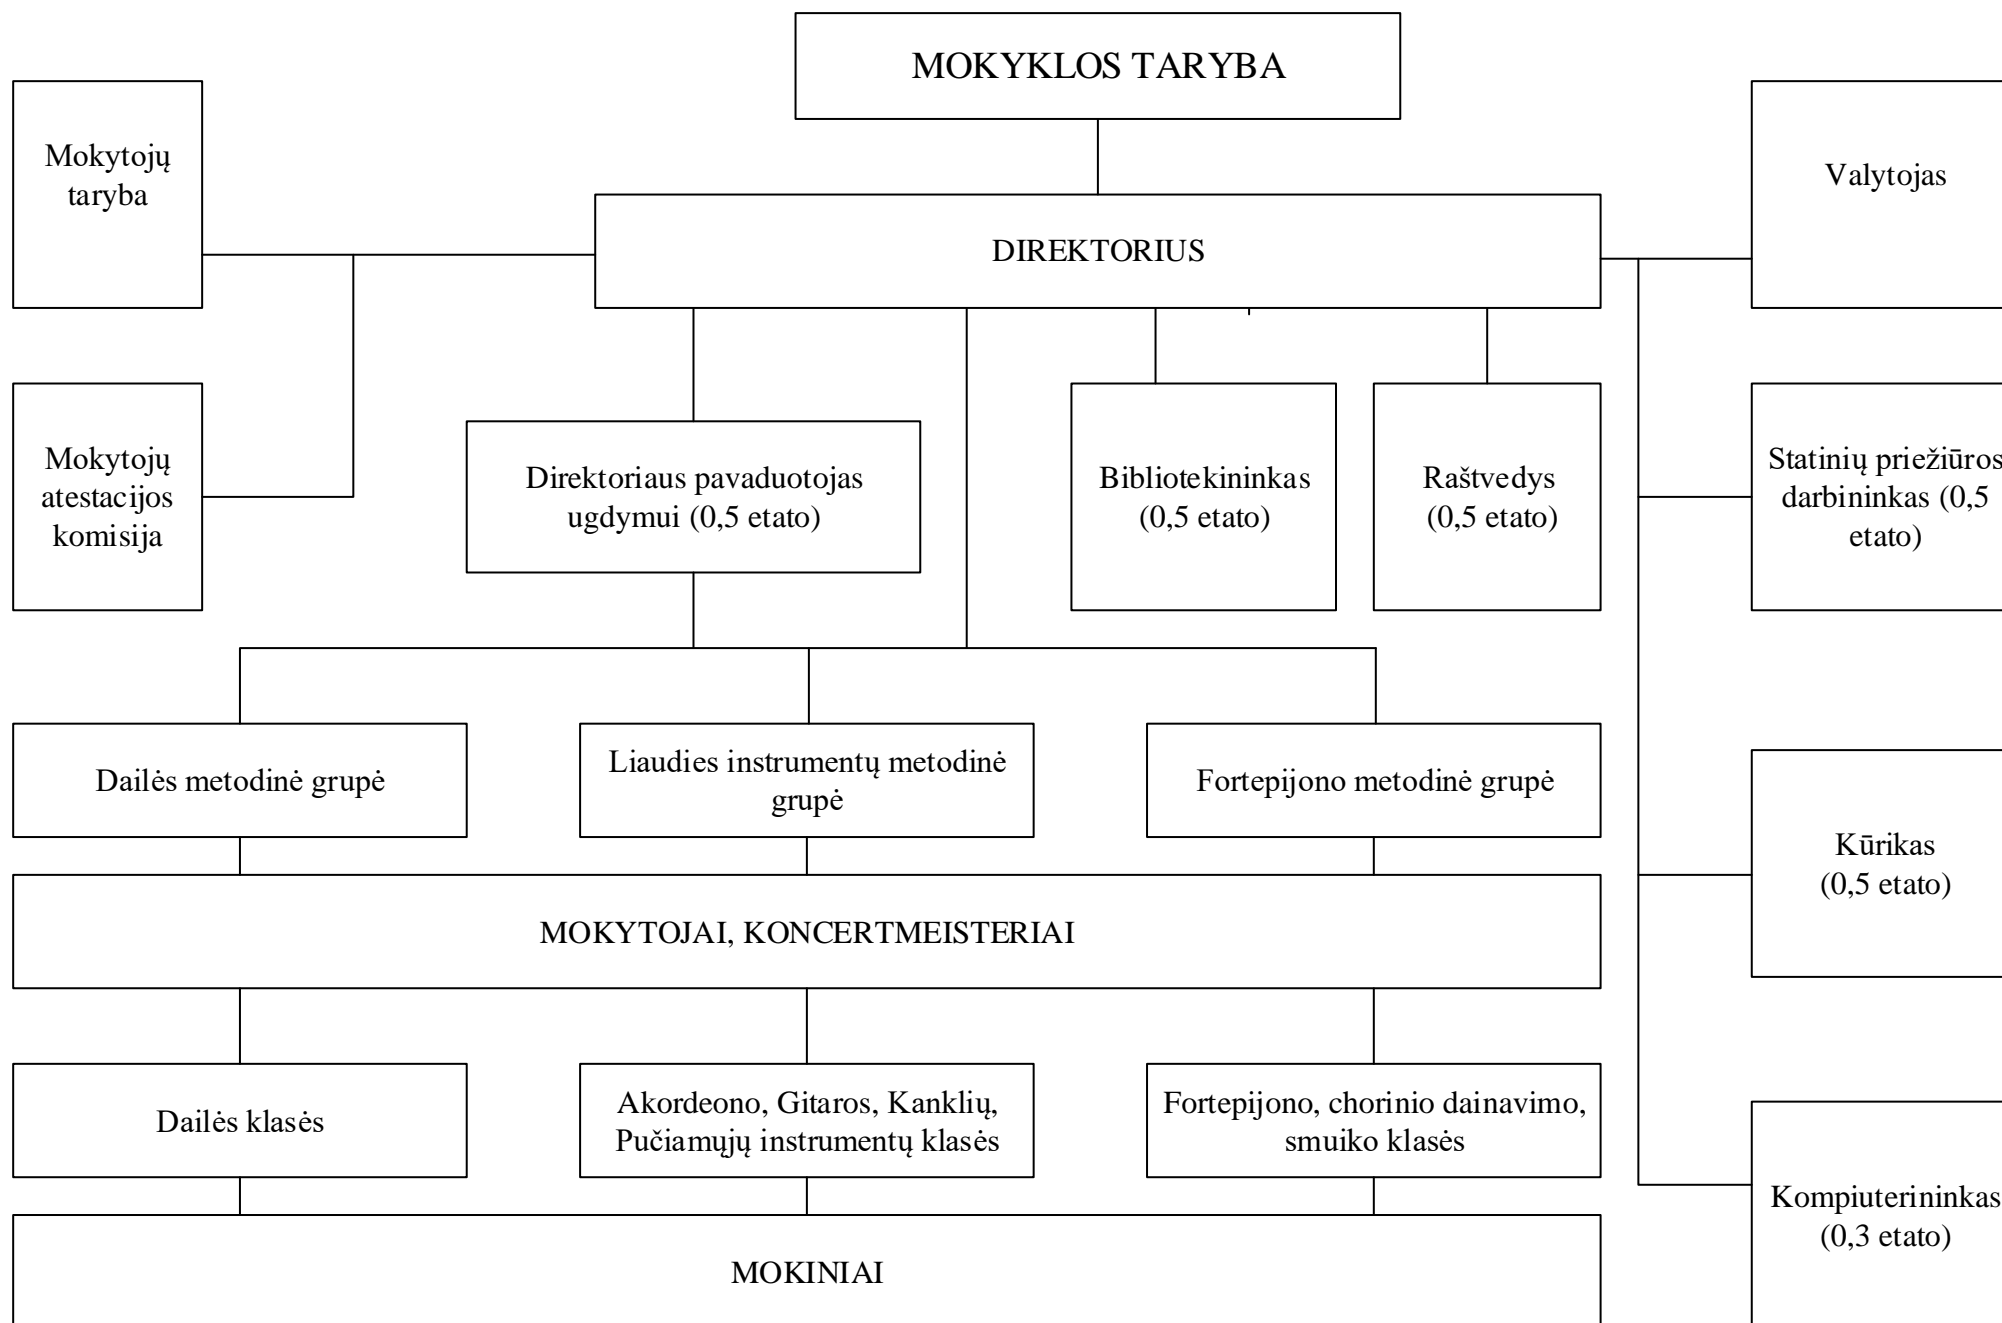 MOKYKLOS TARYBA
Mokytojų
taryba
Valytojas
DIREKTORIUS
Mokytojų
atestacijos
komisija
Direktoriaus pavaduotojas
ugdymui (0,5 etato)
Bibliotekininkas
(0,5 etato)
Raštvedys
(0,5 etato)
Statinių priežiūros
darbininkas (0,5
etato)
Dailės metodinė grupė
Liaudies instrumentų metodinė
grupė
Fortepijono metodinė grupė
Kūrikas
(0,5 etato)
MOKYTOJAI, KONCERTMEISTERIAI
Dailės klasės
Akordeono, Gitaros, Kanklių,
Pučiamųjų instrumentų klasės
Fortepijono, chorinio dainavimo,
smuiko klasės
Kompiuterininkas
(0,3 etato)
MOKINIAI